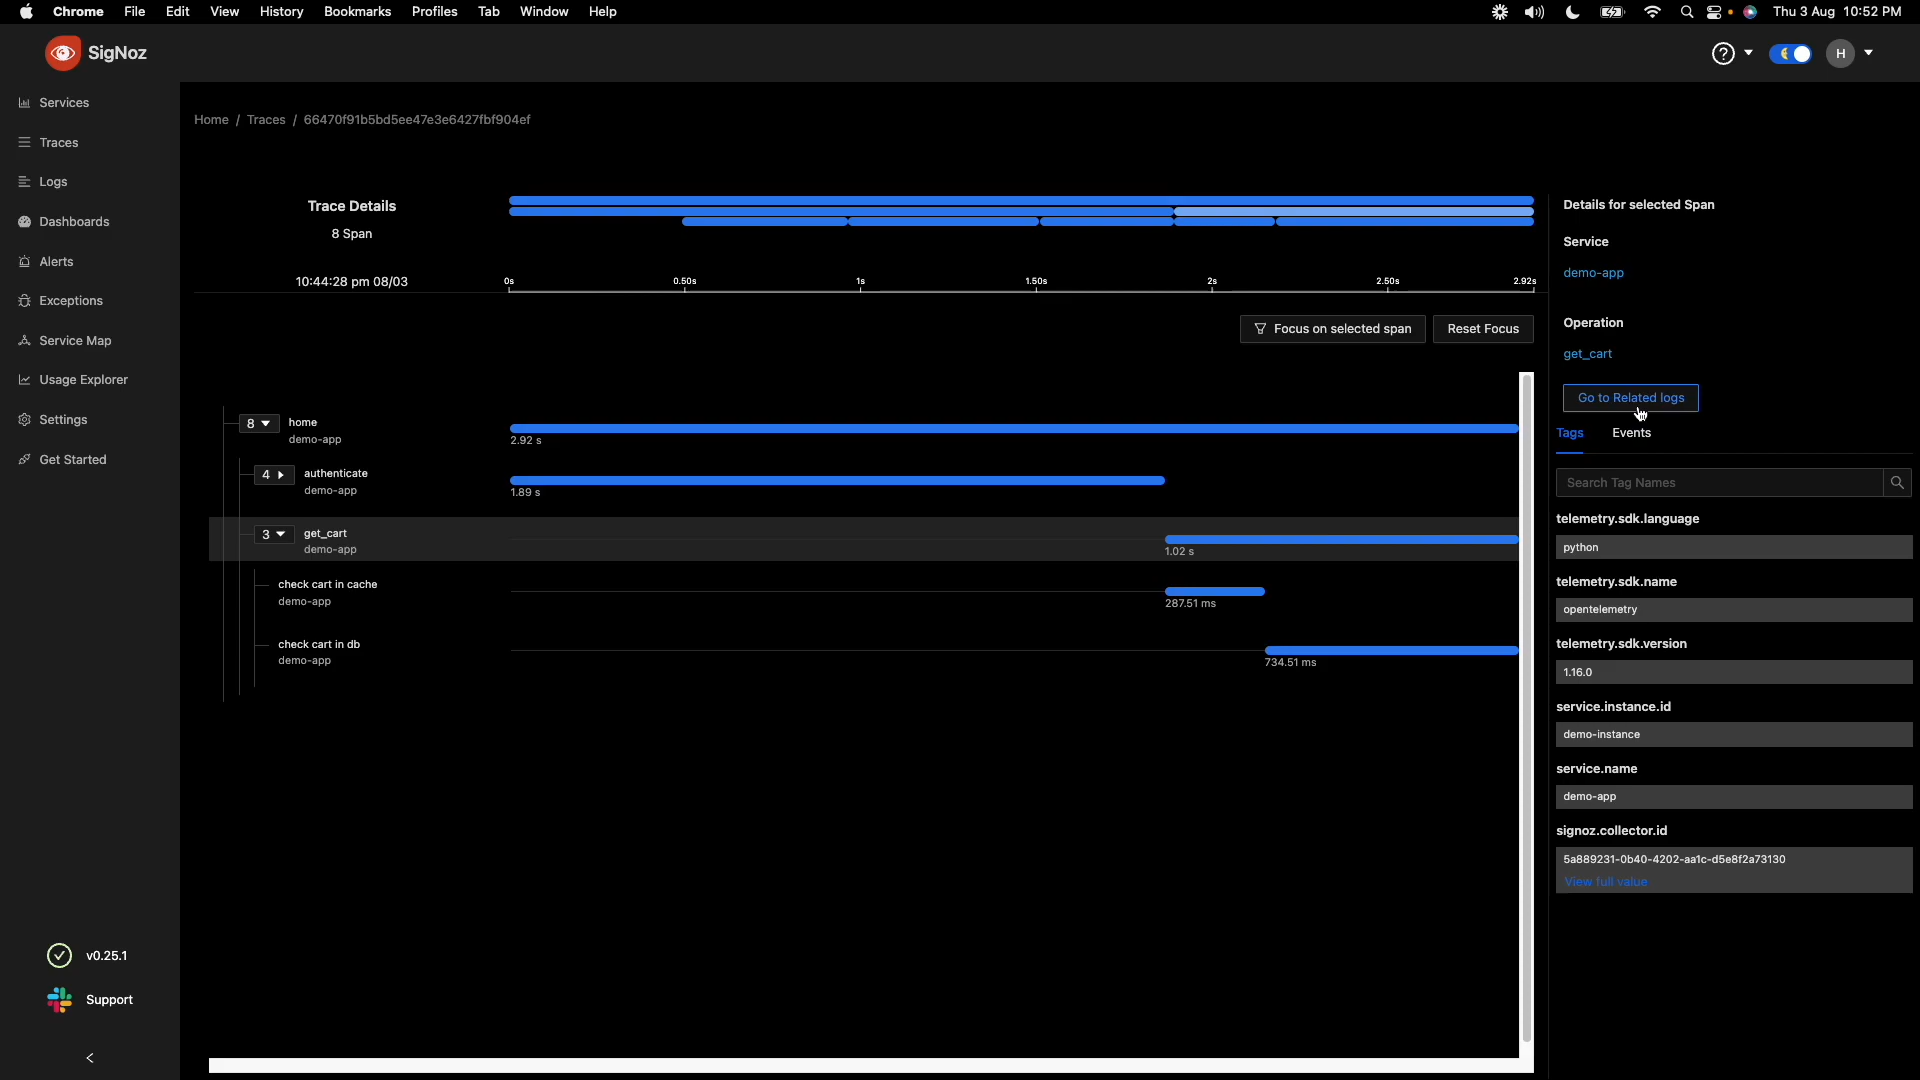 Chrome File Edit View History Bookmarks Profiles Tab Window Help Thu 3 Aug 10:52 PM
SigNoz
? H
Services
Traces
Logs
Dashboards
Alerts
Exceptions
Service Map
Usage Explorer
Settings
Get Started
v0.25.1
Support
Home / Traces / 66470f91b5bd5ee47e3e6427fbf904ef
Trace Details
8 Span
10:44:28 pm 08/03
0s 0.50s 1s 1.50s 2s 2.50s 2.92s
Focus on selected span Reset Focus
8 home
demo-app
2.92 s
4 authenticate
demo-app
1.89 s
3 get_cart
demo-app
1.02 s
check cart in cache
demo-app
287.51 ms
check cart in db
demo-app
734.51 ms
Details for selected Span
Service
demo-app
Operation
get_cart
Go to Related logs
Tags Events
Search Tag Names
telemetry.sdk.language
python
telemetry.sdk.name
opentelemetry
telemetry.sdk.version
1.16.0
service.instance.id
demo-instance
service.name
demo-app
signoz.collector.id
5a889231-0b40-4202-aa1c-d5e8f2a73130
View full value